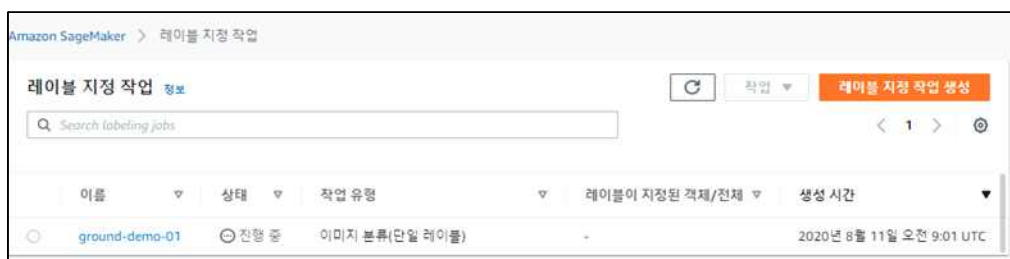 Amazon SageMaker > 레이블 지정 작업
레이블 지정 작업 정보
작업
레이블 지정 작업 생성
Search labeling jobs
< 1 >
이름 상태 작업 유형 레이블이 지정된 객체/전체 생성 시간
ground-demo-01 진행 중 이미지 분류(단일 레이블) - 2020년 8월 11일 오전 9:01 UTC